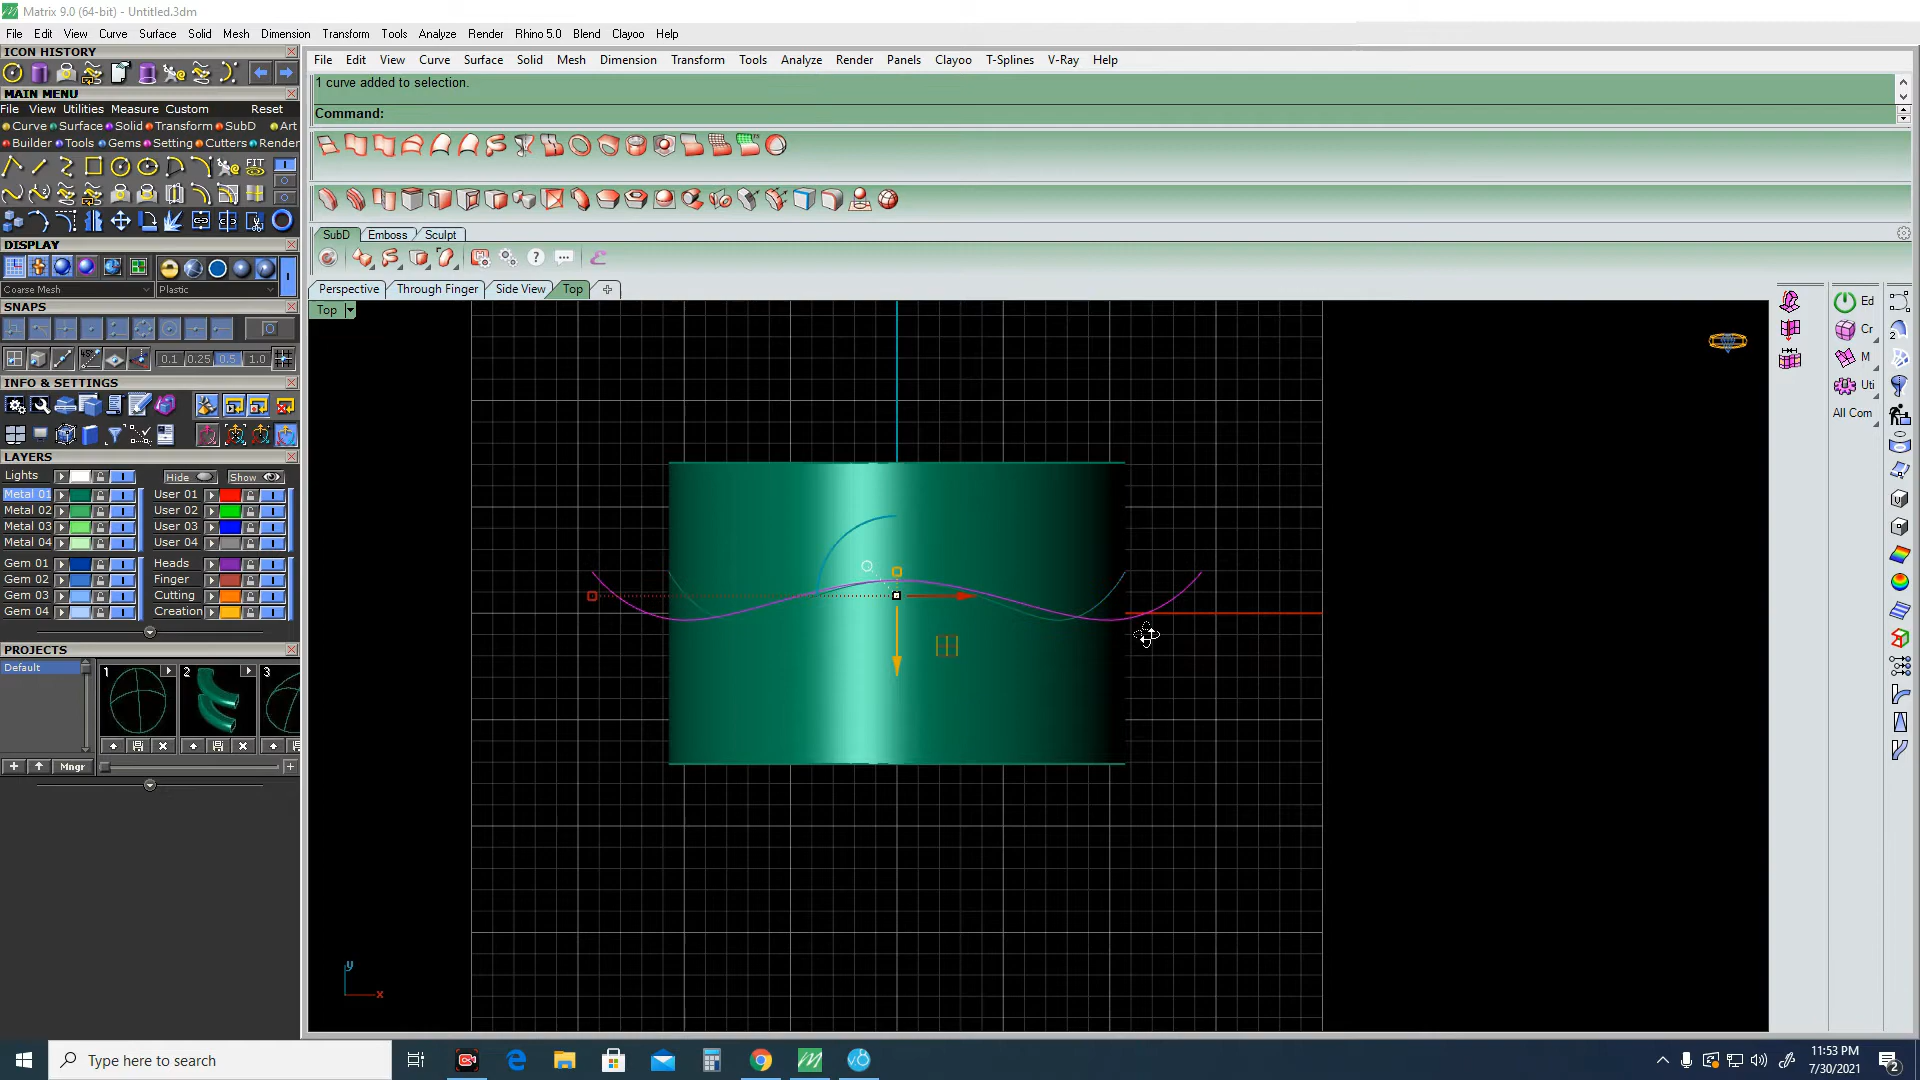 Matrix 9.0 (64-bit) - Untitled.3dm
File Edit View Curve Surface Solid Mesh Dimension Transform Tools Analyze Render Rhino 5.0 Blend Clayoo Help
ICON HISTORY
MAIN MENU
File View Utilities Measure Custom Reset
Curve Surface Solid Transform SubD Art
Builder Tools Gems Setting Cutters Render
FIT
DISPLAY
Coarse Mesh Plastic
SNAPS
0.1 0.25 0.5 1.0
INFO & SETTINGS
LAYERS
Lights Hide Show
Metal 01 User 01
Metal 02 User 02
Metal 03 User 03
Metal 04 User 04
Gem 01 Heads
Gem 02 Finger
Gem 03 Cutting
Gem 04 Creation
PROJECTS
Default
1 2 3
Mngr
File Edit View Curve Surface Solid Mesh Dimension Transform Tools Analyze Render Panels Clayoo T-Splines V-Ray Help
1 curve added to selection.
Command:
SubD Emboss Sculpt
Perspective Through Finger Side View Top
Top
y
x
Ed
Cr
M
Uti
All Com
2
Type here to search
11:53 PM
7/30/2021
2